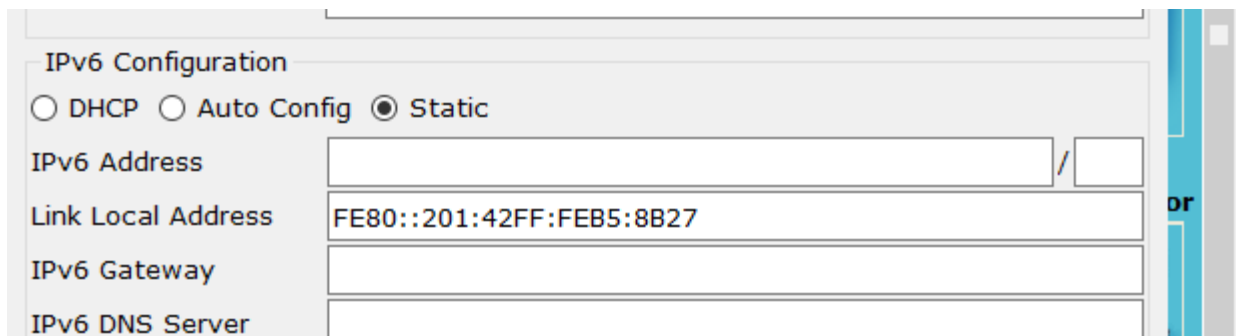 IPv6 Configuration
DHCP Auto Config Static
IPv6 Address /
Link Local Address FE80::201:42FF:FEB5:8B27
or
IPv6 Gateway
IPv6 DNS Server